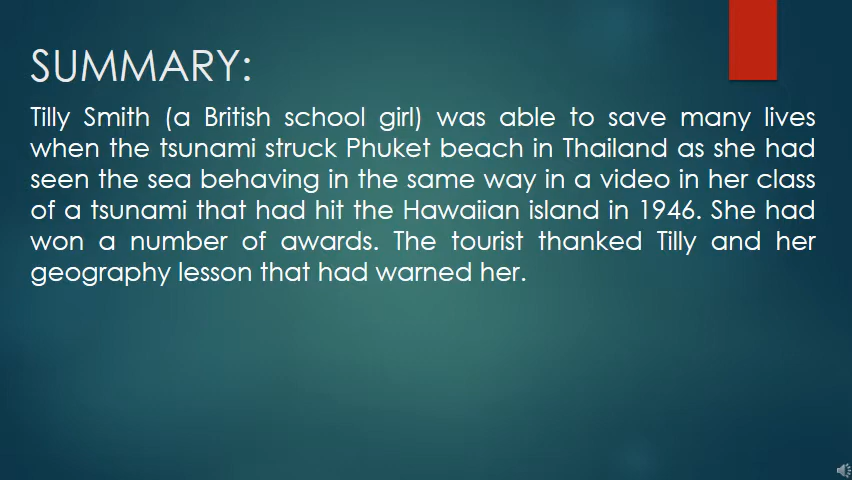 SUMMARY:
Tilly Smith (a British school girl) was able to save many lives
when the tsunami struck Phuket beach in Thailand as she had
seen the sea behaving in the same way in a video in her class
of a tsunami that had hit the Hawaiian island in 1946. She had
won a number of awards. The tourist thanked Tilly and her
geography lesson that had warned her.